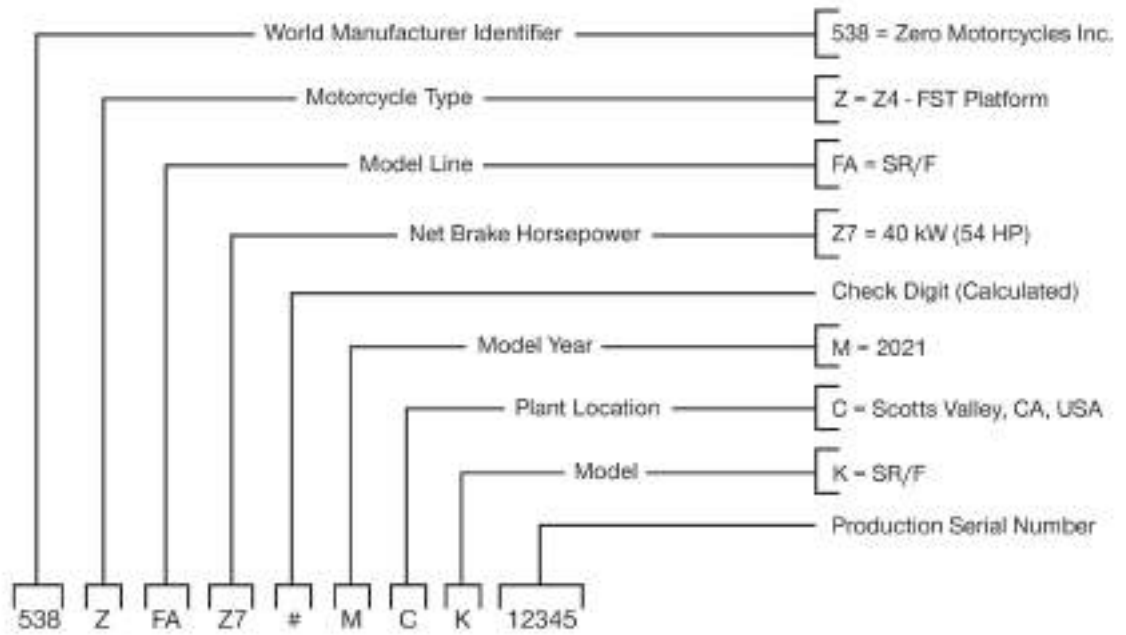 World Manufacturer Identifier 538 = Zero Motorcycles Inc.
Motorcycle Type Z = Z4 - FST Platform
Model Line FA = SR/F
Net Brake Horsepower Z7 = 40 kW (54 HP)
Check Digit (Calculated)
Model Year M = 2021
Plant Location C = Scotts Valley, CA, USA
Model K = SR/F
Production Serial Number
538 Z FA Z7 # M C K 12345